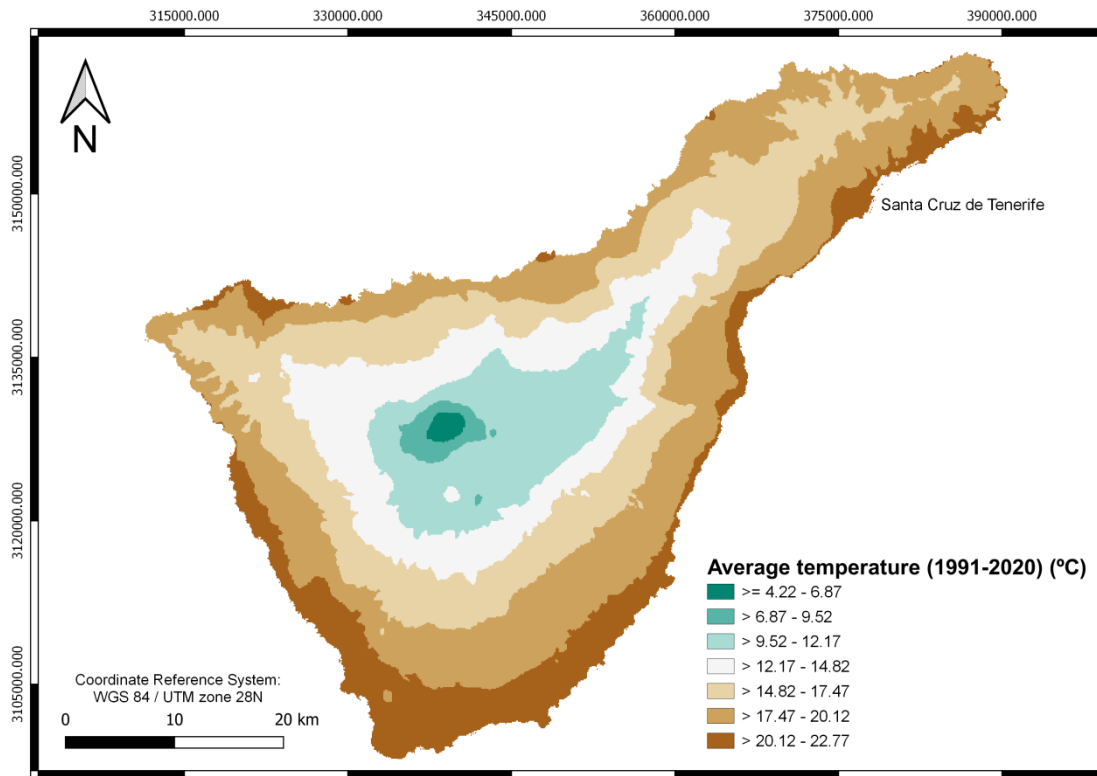 315000.000 330000.000 345000.000 360000.000 375000.000 390000.000
N
3150000.000
3135000.000
3120000.000
3105000.000
Santa Cruz de Tenerife
Average temperature (1991-2020) (ºC)
>= 4.22 - 6.87
> 6.87 - 9.52
> 9.52 - 12.17
> 12.17 - 14.82
> 14.82 - 17.47
> 17.47 - 20.12
> 20.12 - 22.77
Coordinate Reference System:
WGS 84 / UTM zone 28N
0 10 20 km